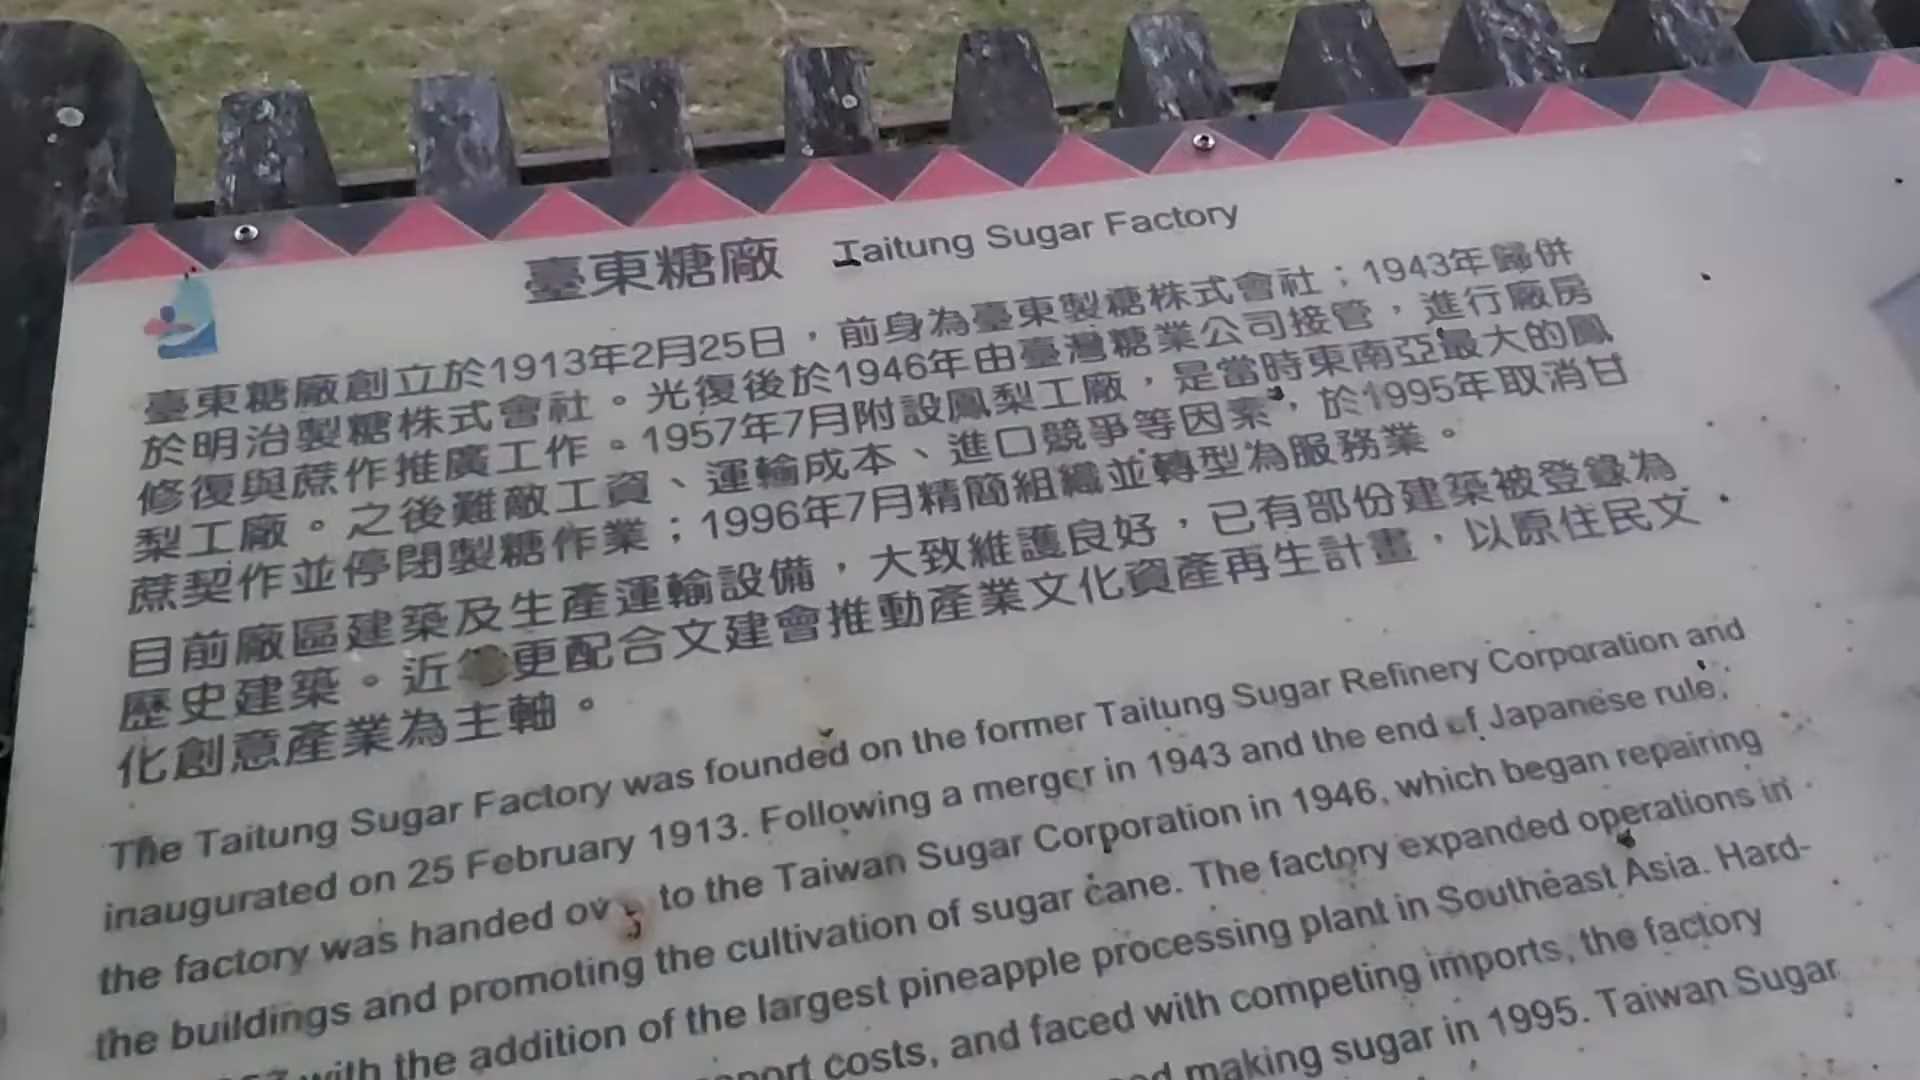 臺東糖廠 Taitung Sugar Factory
臺東糖廠創立於1913年2月25日，前身為臺東製糖株式會社；1943年歸併
於明治製糖株式會社。光復後於1946年由臺灣糖業公司接管，進行廠房
修復與蔗作推廣工作。1957年7月附設鳳梨工廠，是當時東南亞最大的鳳
梨工廠。之後難敵工資、運輸成本、進口競爭等因素，於1995年取消甘
蔗契作並停閉製糖作業；1996年7月精簡組織並轉型為服務業。
目前廠區建築及生產運輸設備，大致維護良好，已有部份建築被登錄為
歷史建築。近更配合文建會推動產業文化資產再生計畫，以原住民文
化創意產業為主軸。
The Taitung Sugar Factory was founded on the former Taitung Sugar Refinery Corporation and
inaugurated on 25 February 1913. Following a merger in 1943 and the end of Japanese rule,
the factory was handed to the Taiwan Sugar Corporation in 1946, which began repairing
the buildings and promoting the cultivation of sugar cane. The factory expanded operations in
with the addition of the largest pineapple processing plant in Southeast Asia. Hard-
costs, and faced with competing imports, the factory
making sugar in 1995. Taiwan Sugar